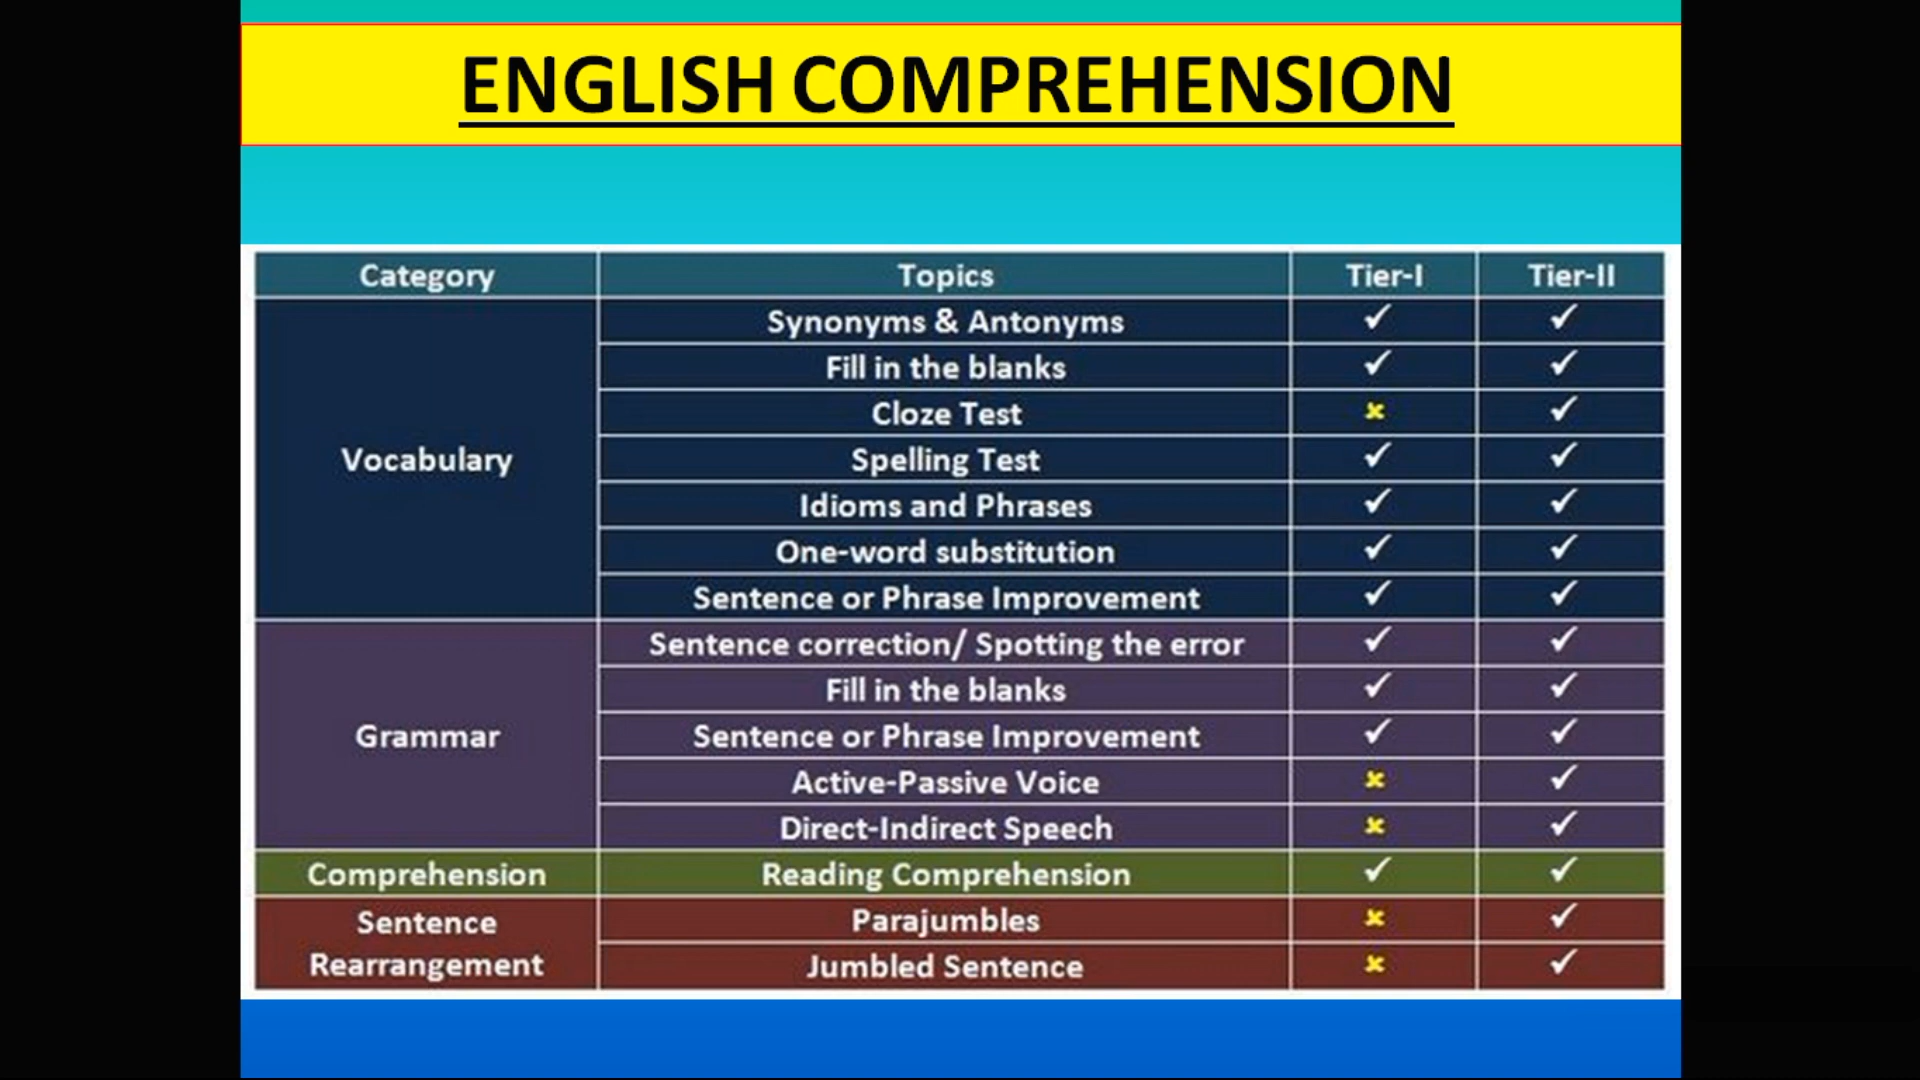 ENGLISH COMPREHENSION
Category Topics Tier-I Tier-II
Vocabulary
Synonyms & Antonyms ✓ ✓
Fill in the blanks ✓ ✓
Cloze Test × ✓
Spelling Test ✓ ✓
Idioms and Phrases ✓ ✓
One-word substitution ✓ ✓
Sentence or Phrase Improvement ✓ ✓
Grammar
Sentence correction/ Spotting the error ✓ ✓
Fill in the blanks ✓ ✓
Sentence or Phrase Improvement ✓ ✓
Active-Passive Voice × ✓
Direct-Indirect Speech × ✓
Comprehension Reading Comprehension ✓ ✓
Sentence
Rearrangement
Parajumbles × ✓
Jumbled Sentence × ✓